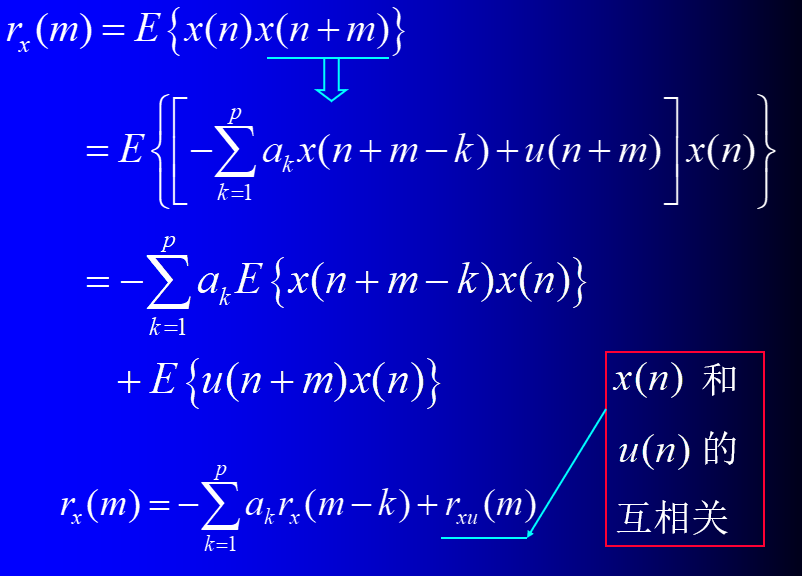 r_x(m) = E{x(n)x(n+m)}
= E{[-∑_{k=1}^{p} a_k x(n+m-k)+u(n+m)]x(n)}
= -∑_{k=1}^{p} a_k E{x(n+m-k)x(n)}
+ E{u(n+m)x(n)}
x(n) 和
u(n) 的
互相关
r_x(m) = -∑_{k=1}^{p} a_k r_x(m-k)+r_{xu}(m)